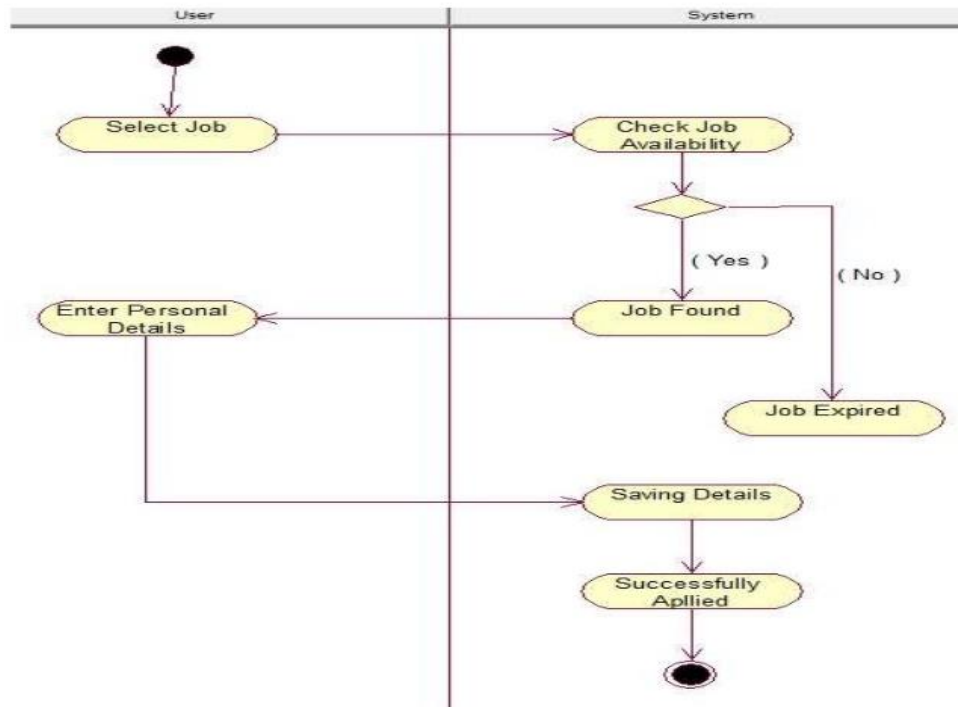 User
System
Select Job
Check Job
Availability
( Yes )
( No )
Enter Personal
Details
Job Found
Job Expired
Saving Details
Successfully
Apllied